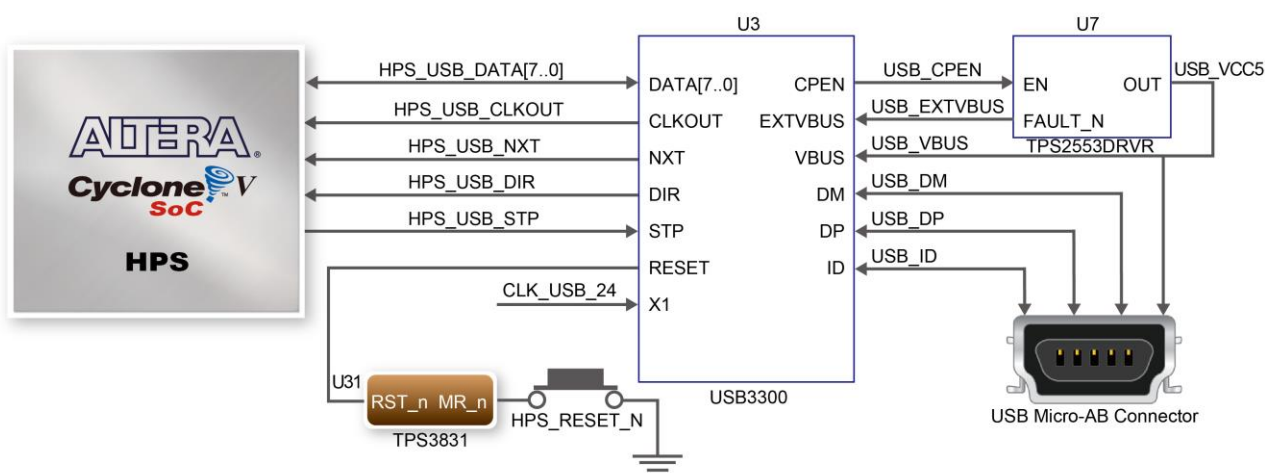 U3
U7
HPS_USB_DATA[7..0]
DATA[7..0]
CPEN
USB_CPEN
EN
OUT
USB_VCC5
HPS_USB_CLKOUT
CLKOUT
EXTVBUS
USB_EXTVBUS
FAULT_N
TPS2553DRVR
ALTERA®
Cyclone™ V
SoC
HPS
HPS_USB_NXT
NXT
VBUS
USB_VBUS
HPS_USB_DIR
DIR
DM
USB_DM
HPS_USB_STP
STP
DP
USB_DP
RESET
ID
USB_ID
CLK_USB_24
X1
USB3300
U31
RST_n MR_n
TPS3831
HPS_RESET_N
USB Micro-AB Connector